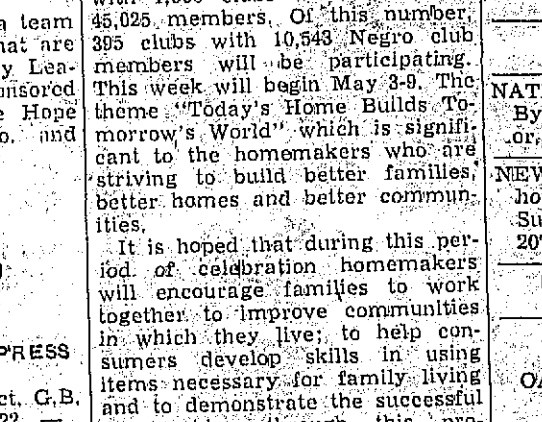 a team
hat are
y Lea-
onsored
e Hope
o. and
PRESS
ct. G.B.
45,025 members. Of this number,
395 clubs with 10,543 Negro club
members will be participating.
This week will begin May 3-9. The
theme "Today's Home Builds To-
morrow's World" which is signifi-
cant to the homemakers who are
striving to build better families,
better homes and better commun-
ities.
It is hoped that during this per-
iod of celebration homemakers
will encourage families to work
together to improve communities
in which they live; to help con-
sumers develop skills in using
items necessary for family living
and to demonstrate the successful
NAT
By
or,
NEW
ho
Su
20